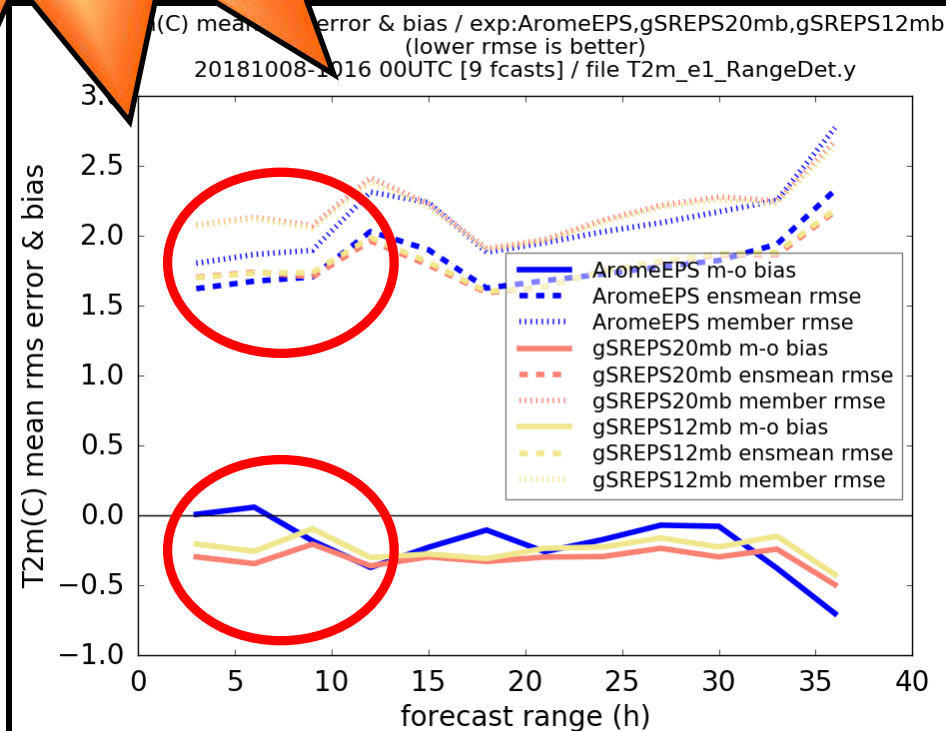 (C) mean error & bias / exp:AromeEPS,gSREPS20mb,gSREPS12mb
(lower rmse is better)
20181008-1016 00UTC [9 fcasts] / file T2m_e1_RangeDet.y
T2m(C) mean rms error & bias
3.
2.5
2.0
1.5
1.0
0.5
0.0
−0.5
−1.0
AromeEPS m-o bias
AromeEPS ensmean rmse
AromeEPS member rmse
gSREPS20mb m-o bias
gSREPS20mb ensmean rmse
gSREPS20mb member rmse
gSREPS12mb m-o bias
gSREPS12mb ensmean rmse
gSREPS12mb member rmse
0 5 10 15 20 25 30 35 40
forecast range (h)